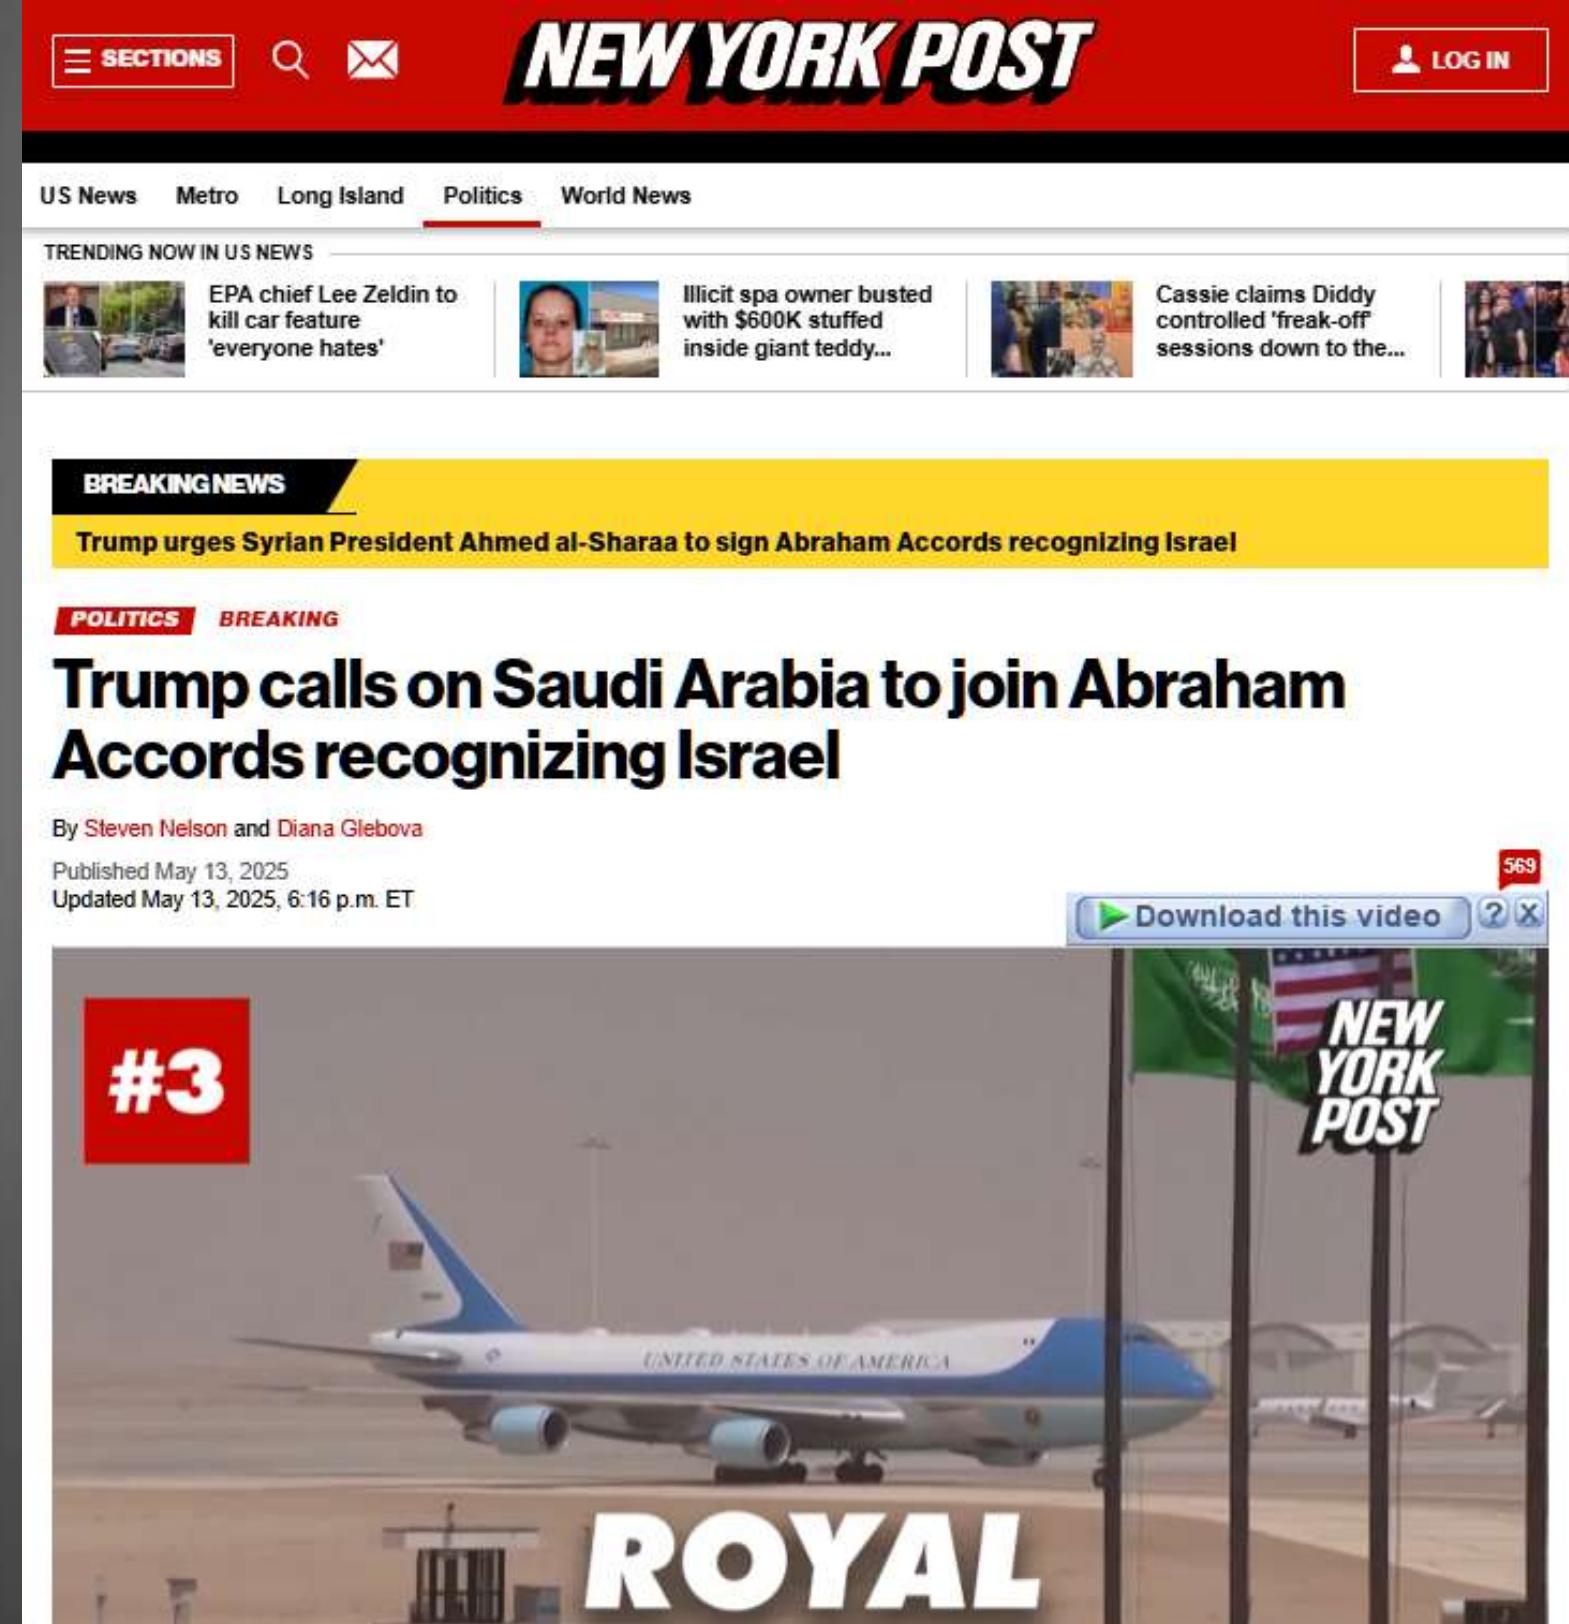 SECTIONS
NEW YORK POST
LOG IN
US News Metro Long Island Politics World News
TRENDING NOW IN US NEWS
EPA chief Lee Zeldin to
kill car feature
'everyone hates'
Illicit spa owner busted
with $600K stuffed
inside giant teddy...
Cassie claims Diddy
controlled 'freak-off'
sessions down to the...
BREAKING NEWS
Trump urges Syrian President Ahmed al-Sharaa to sign Abraham Accords recognizing Israel
POLITICS BREAKING
Trump calls on Saudi Arabia to join Abraham
Accords recognizing Israel
By Steven Nelson and Diana Glebova
Published May 13, 2025
Updated May 13, 2025, 6:16 p.m. ET
569
Download this video ? X
#3
NEW
YORK
POST
UNITED STATES OF AMERICA
ROYAL